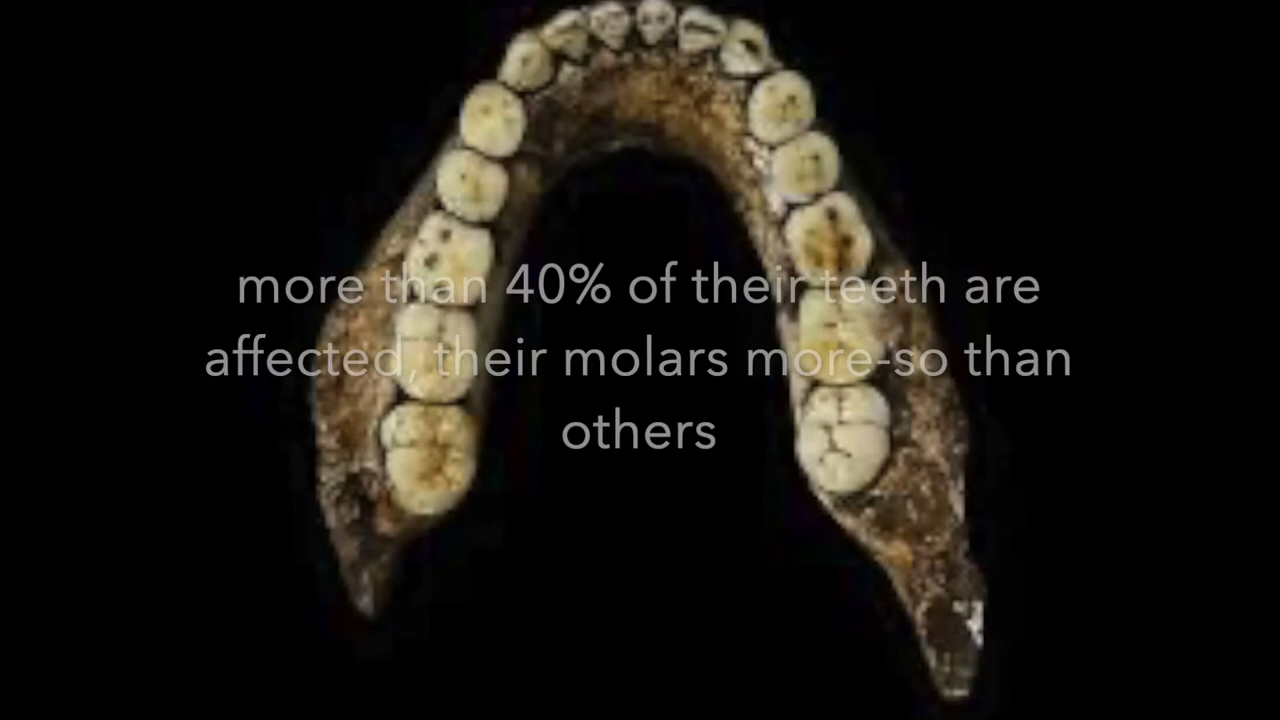 more than 40% of their teeth are
affected, their molars more-so than
others